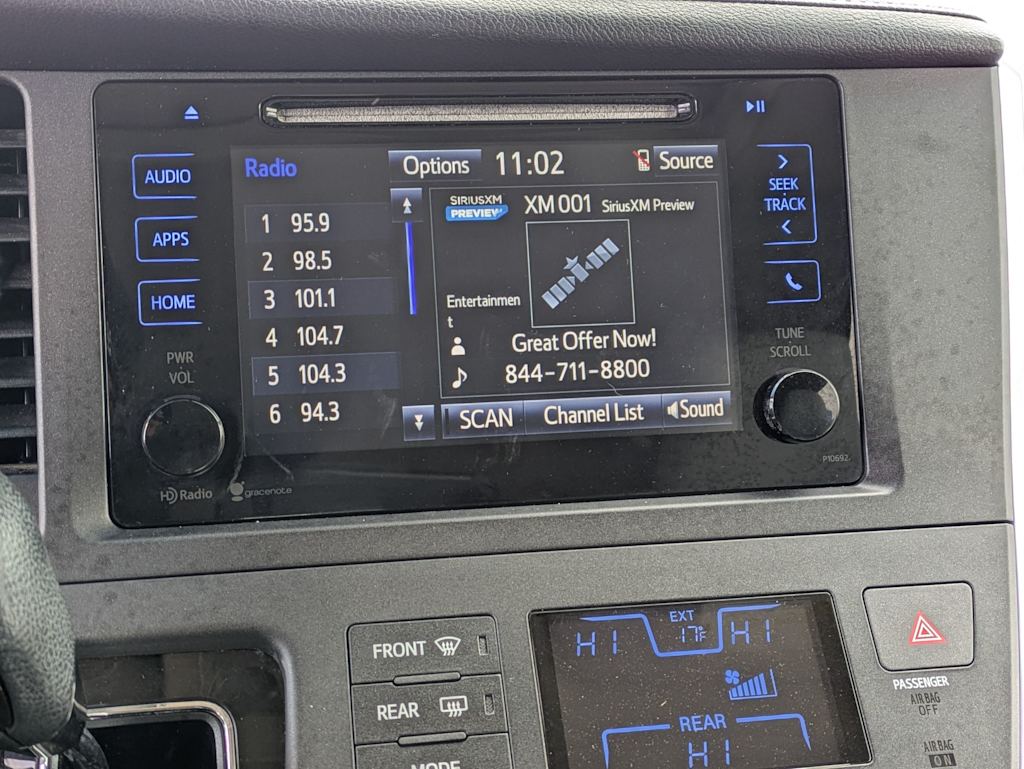 AUDIO
APPS
HOME
PWR
VOL
HD Radio
gracenote
Radio
Options
11:02
Source
1 95.9
2 98.5
3 101.1
4 104.7
5 104.3
6 94.3
SIRIUSXM
PREVIEW
XM 001 SiriusXM Preview
Entertainmen
t
Great Offer Now!
844-711-8800
SCAN
Channel List
Sound
>
SEEK
TRACK
<
TUNE
SCROLL
P10692
FRONT
REAR
MODE
EXT
HI
-17°F
HI
REAR
HI
PASSENGER
AIR BAG
OFF
AIR BAG
ON